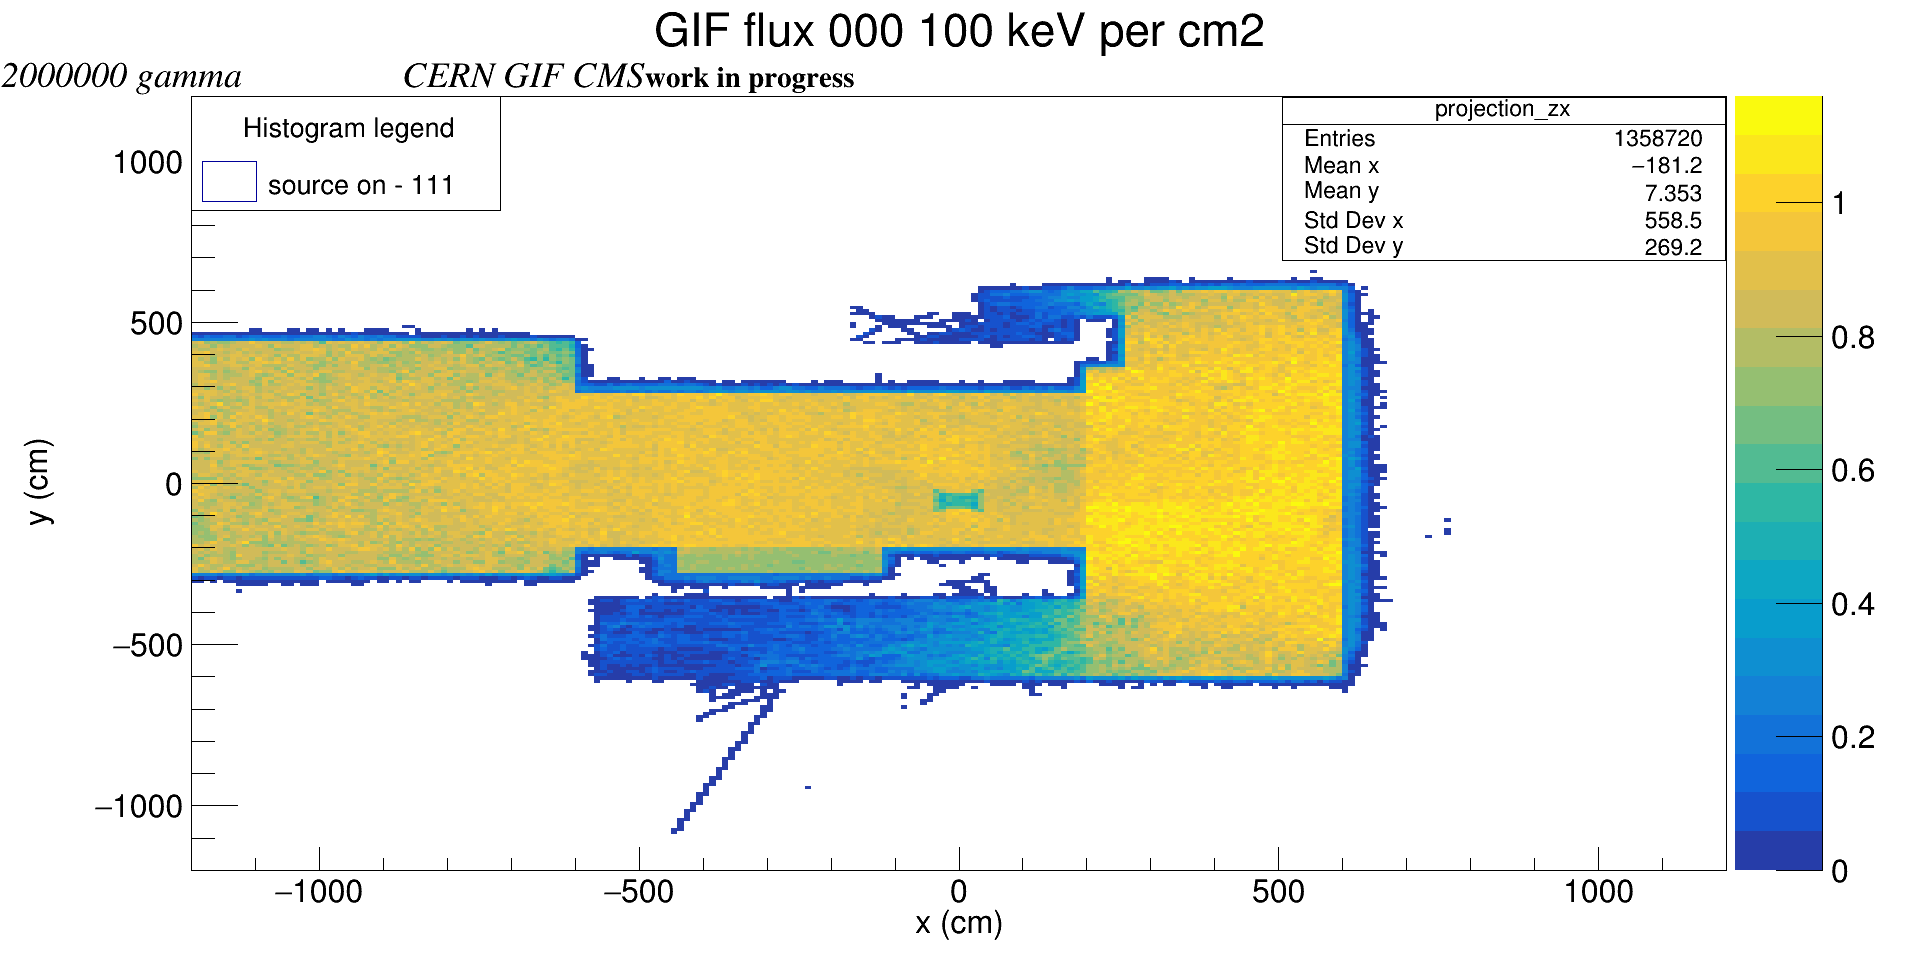 GIF flux 000 100 keV per cm2
2000000 gamma CERN GIF CMS work in progress
Histogram legend
source on - 111
projection_zx
Entries 1358720
Mean x −181.2
Mean y 7.353
Std Dev x 558.5
Std Dev y 269.2
1000
500
0
−500
−1000
y (cm)
−1000 −500 0 500 1000
x (cm)
1
0.8
0.6
0.4
0.2
0